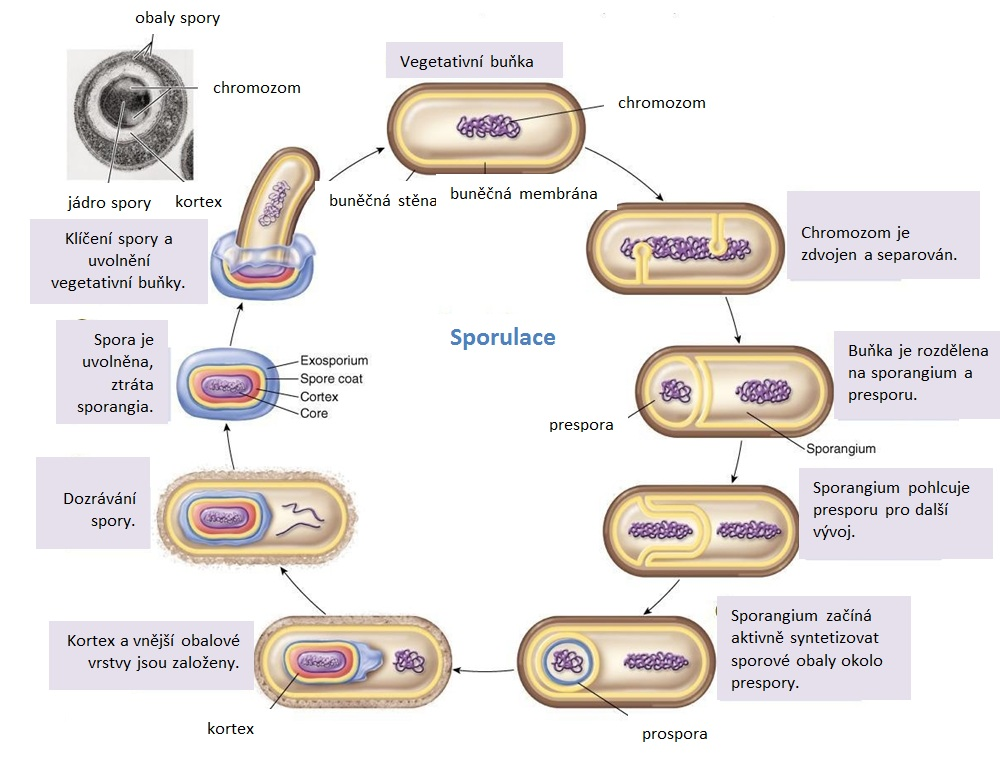 obaly spory
chromozom
jádro spory
kortex
Vegetativní buňka
chromozom
buněčná stěna
buněčná membrána
Chromozom je
zdvojen a separován.
Buňka je rozdělena
na sporangium a
presporu.
prespora
Sporangium
Sporangium pohlcuje
presporu pro další
vývoj.
Sporangium začíná
aktivně syntetizovat
sporové obaly okolo
prespory.
prospora
Kortex a vnější obalové
vrstvy jsou založeny.
kortex
Dozrávání
spory.
Spora je
uvolněna,
ztráta
sporangia.
Exosporium
Spore coat
Cortex
Core
Klíčení spory a
uvolnění
vegetativní buňky.
Sporulace